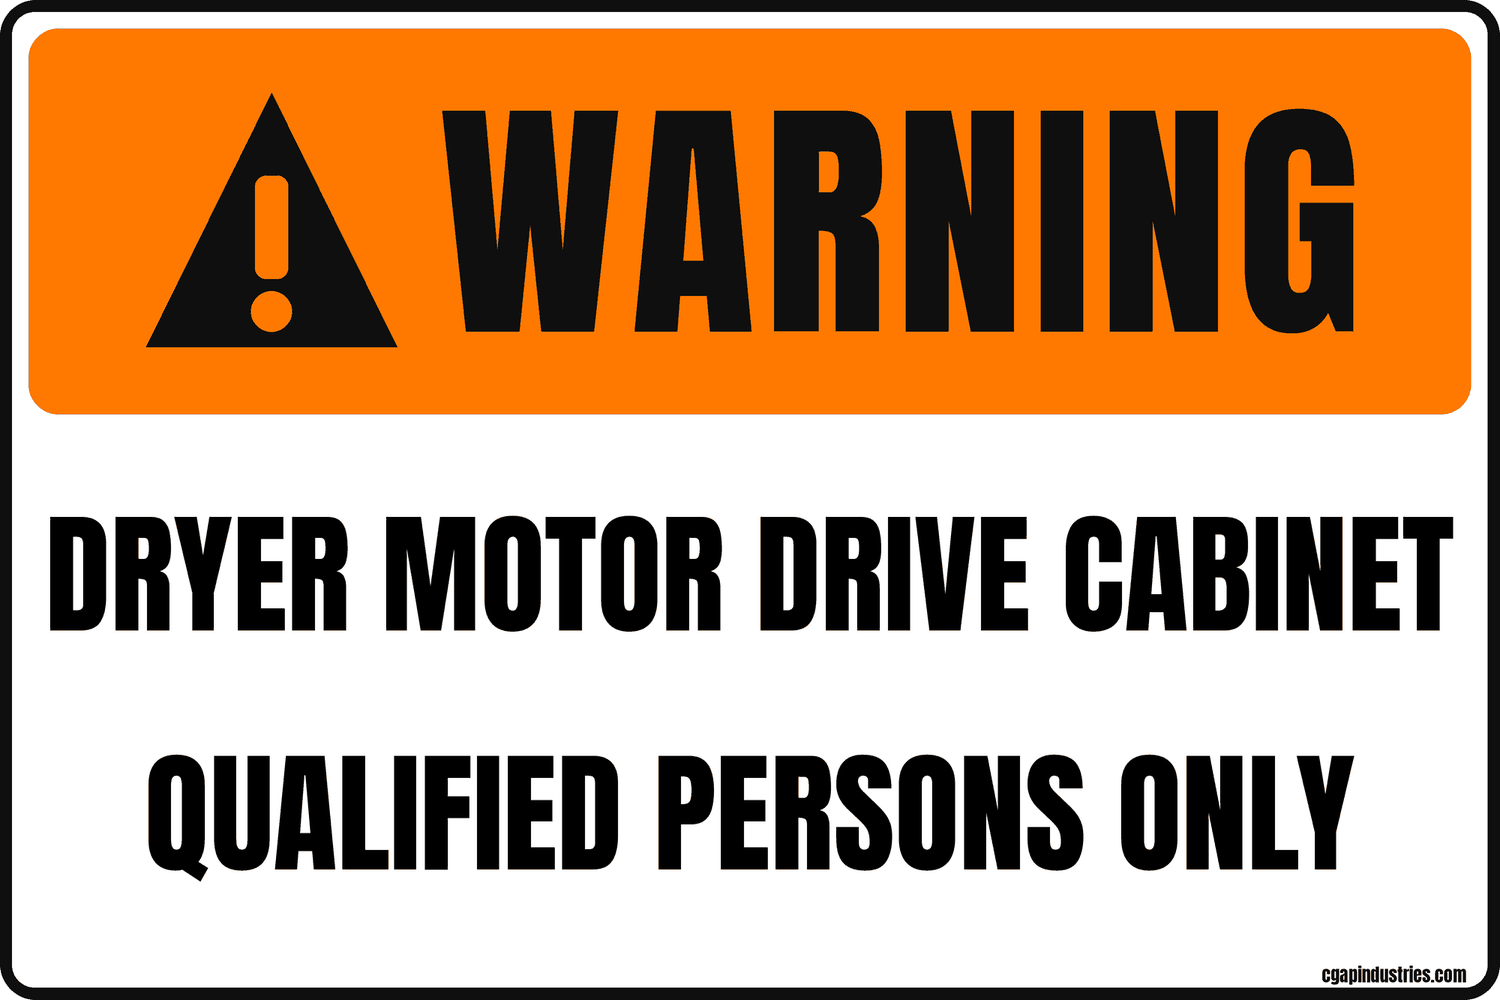 WARNING
DRYER MOTOR DRIVE CABINET
QUALIFIED PERSONS ONLY
cgapindustries.com